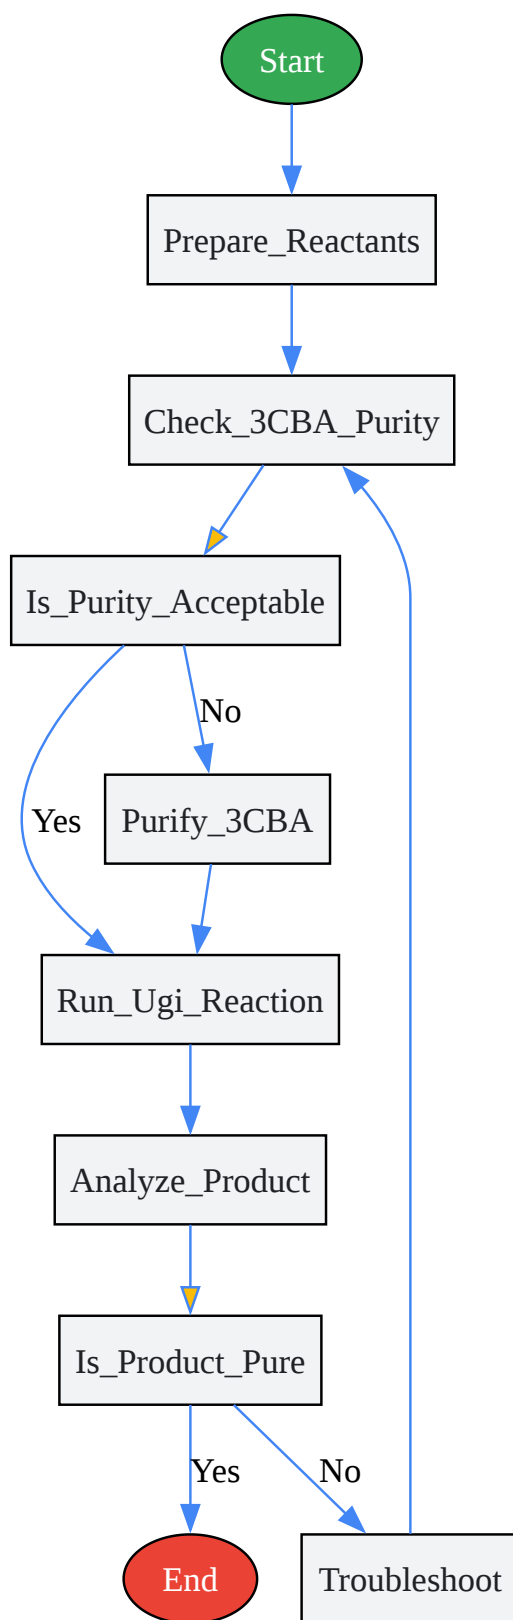 Start
Prepare_Reactants
Check_3CBA_Purity
Is_Purity_Acceptable
No
Yes
Purify_3CBA
Run_Ugi_Reaction
Analyze_Product
Is_Product_Pure
Yes
No
End
Troubleshoot